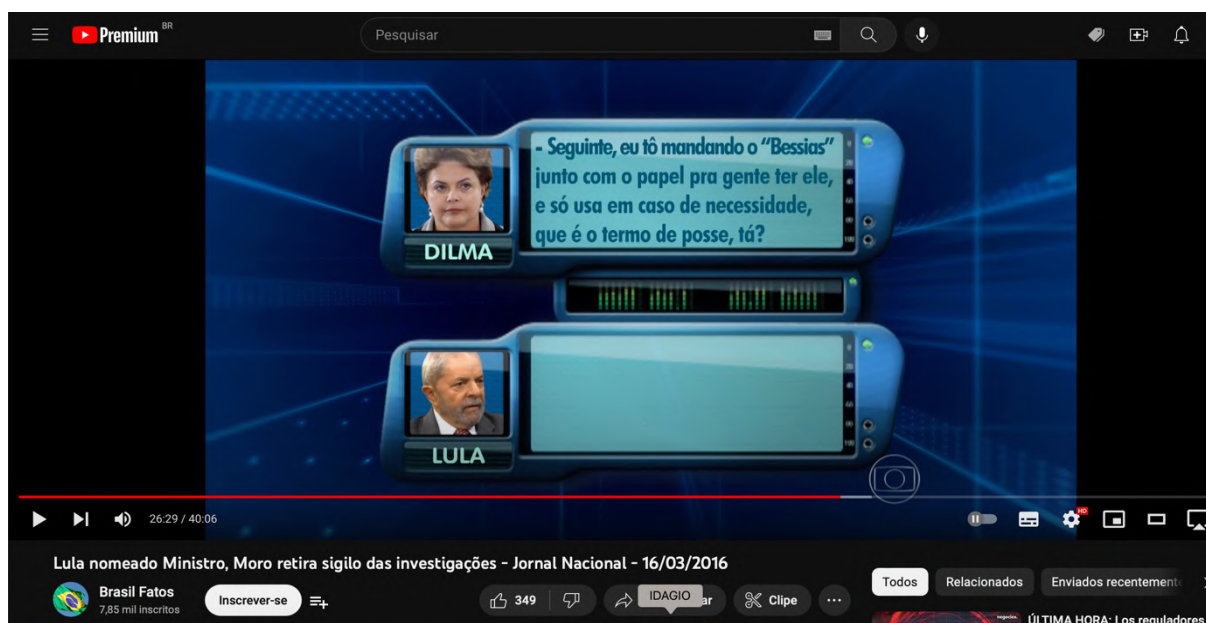 Premium BR
Pesquisar
- Seguinte, eu tô mandando o “Bessias”
junto com o papel pra gente ter ele,
e só usa em caso de necessidade,
que é o termo de posse, tá?
DILMA
LULA
26:29 / 40:06
HD
Lula nomeado Ministro, Moro retira sigilo das investigações - Jornal Nacional - 16/03/2016
Brasil Fatos
7,85 mil inscritos
Inscrever-se
349
IDAGIO
ar
Clipe
Todos
Relacionados
Enviados recentement
ÚLTIMA HORA: Los reguladores